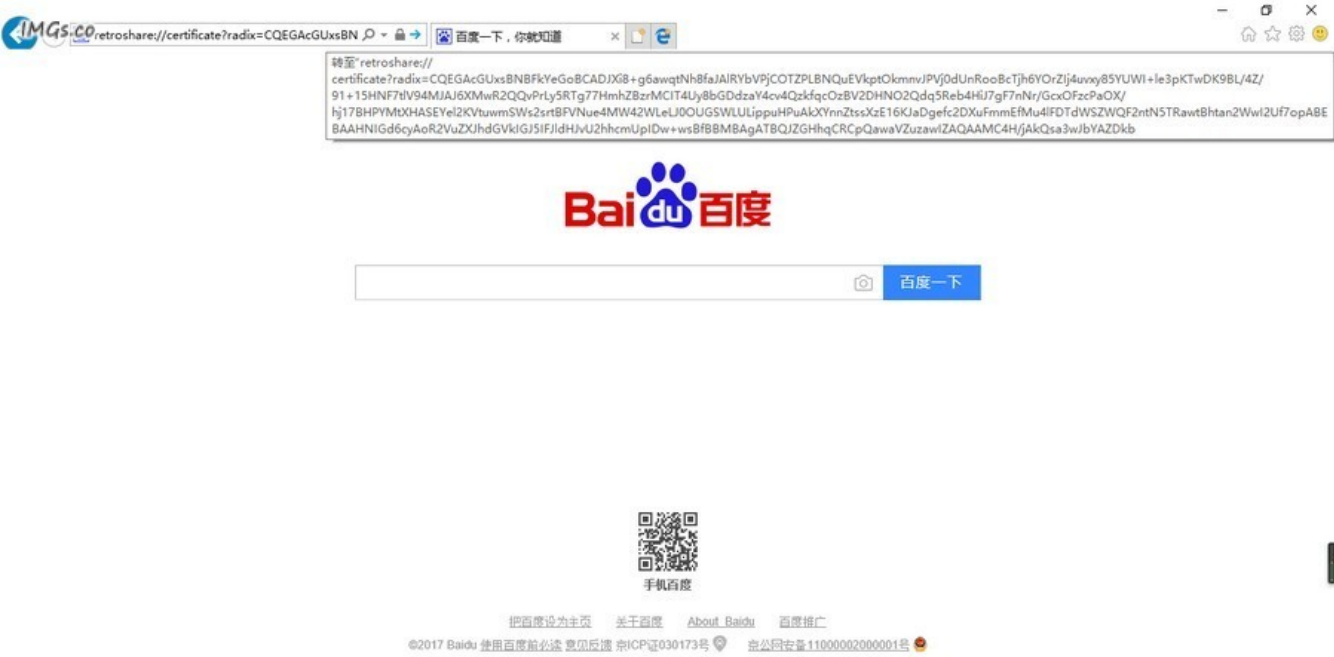 IMGs.co
retroshare://certificate?radix=CQEGAcGUxsBN
百度一下，你就知道
转至"retroshare://
certificate?radix=CQEGAcGUxsBNBFkYeGoBCADJXi8+g6awqtNh8faJAlRYbVPjCOTZPLBNQuEVkptOkmnvJPVj0dUnRooBcTjh6YOrZIj4uvxy85YUWI+le3pKTwDK9BL/4Z/
91+15HNF7tlV94MJAJ6XMwR2QQvPrLy5RTg77HmhZBzrMCIT4Uy8bGDdzaY4cv4QzkfqcOzBV2DHNO2Qdq5Reb4HiJ7gF7nNr/GcxOFzcPaOX/
hj17BHPYMtXHASEYel2KVtuwmSWs2srtBFVNue4MW42WLeLJ0OUGSWLULippuHPuAkXYnnZtssXzE16KJaDgefc2DXuFmmEfMu4lFDTdWSZWQF2ntN5TRawtBhtan2WwI2Uf7opABE
BAAHNIGd6cyAoR2VuZXJhdGVkIGJ5IFJldHJvU2hhcmUpIDw+wsBfBBMBAgATBQJZGHhqCRCpQawaVZuzawIZAQAAMC4H/jAkQsa3wJbYAZDkb
Bai du 百度
百度一下
手机百度
把百度设为主页 关于百度 About Baidu 百度推广
©2017 Baidu 使用百度前必读 意见反馈 京ICP证030173号 京公网安备11000002000001号